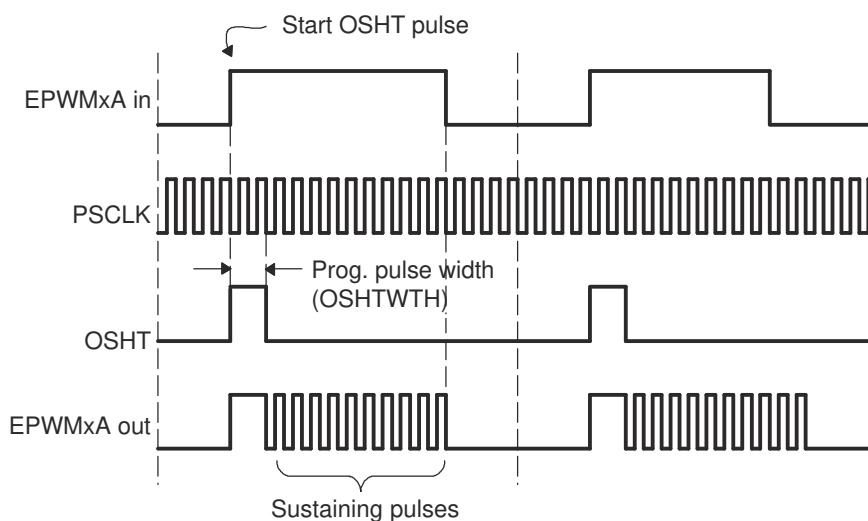 Start OSHT pulse
EPWMxA in
PSCLK
Prog. pulse width
(OSHTWTH)
OSHT
EPWMxA out
Sustaining pulses